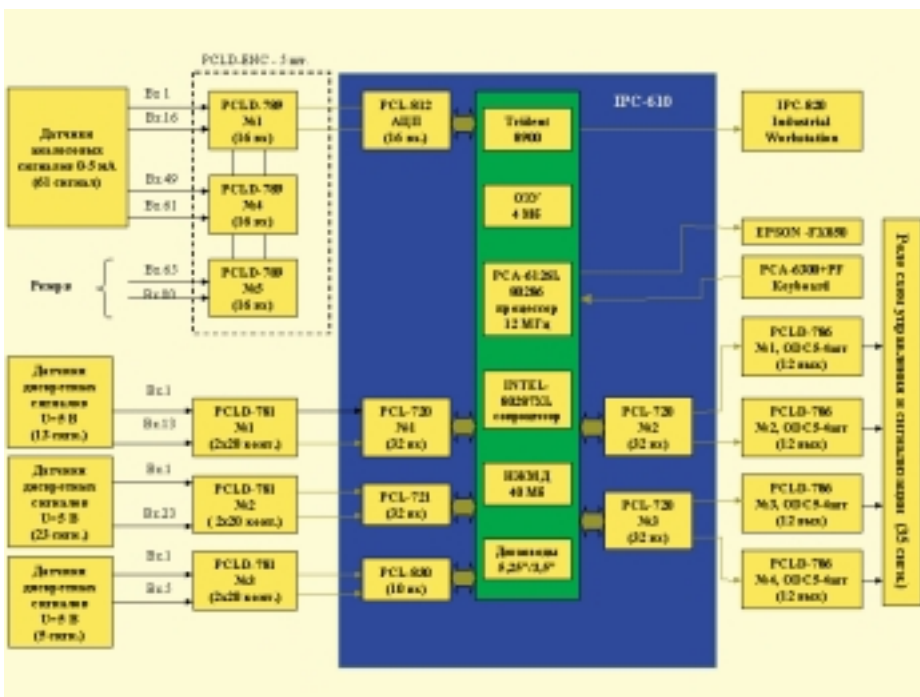 PCLD-ENC - 5 шт.
IPC-610
Датчики
аналоговых
сигналов 0-5 мА
(61 сигнал)
Вх.1
Вх.16
Вх.49
Вх.61
Вх.65
Вх.80
Резерв
PCLD-789
№1
(16 вх)
PCLD-789
№4
(16 вх)
PCLD-789
№5
(16 вх)
PCL-812
АЦП
(16 вх.)
Trident
8900
ОЗУ
4 Мб
PCA-6126L
80286
процессор
12 МГц
INTEL-
80287XL
сопроцессор
НЖМД
40 Мб
Дисководы
5,25"/3,5"
IPC-820
Industrial
Workstation
EPSON -FX1050
PCA-6300+PF
Keyboard
Датчики
дискретных
сигналов
U=5 В
(13 сигн.)
Вх.1
Вх.13
PCLD-781
№1
(2x20 конт.)
PCL-720
№1
(32 вх)
Датчики
дискретных
сигналов
U=5 В
(23 сигн.)
Вх.1
Вх.23
PCLD-781
№2
( 2x20 конт.)
PCL-721
(32 вх)
Датчики
дискретных
сигналов
U=5 В
(5 сигн.)
Вх.1
Вх.5
PCLD-781
№3
(2x20 конт.)
PCL-830
(10 вх)
PCL-720
№2
(32 вх)
PCL-720
№3
(32 вх)
PCLD-786
№1, ODC5-6шт
(12 вых)
PCLD-786
№2, ODC5-6шт
(12 вых)
PCLD-786
№3, ODC5-6шт
(12 вых)
PCLD-786
№4, ODC5-6шт
(12 вых)
Реле схем управления и сигнализации (35 сигн.)